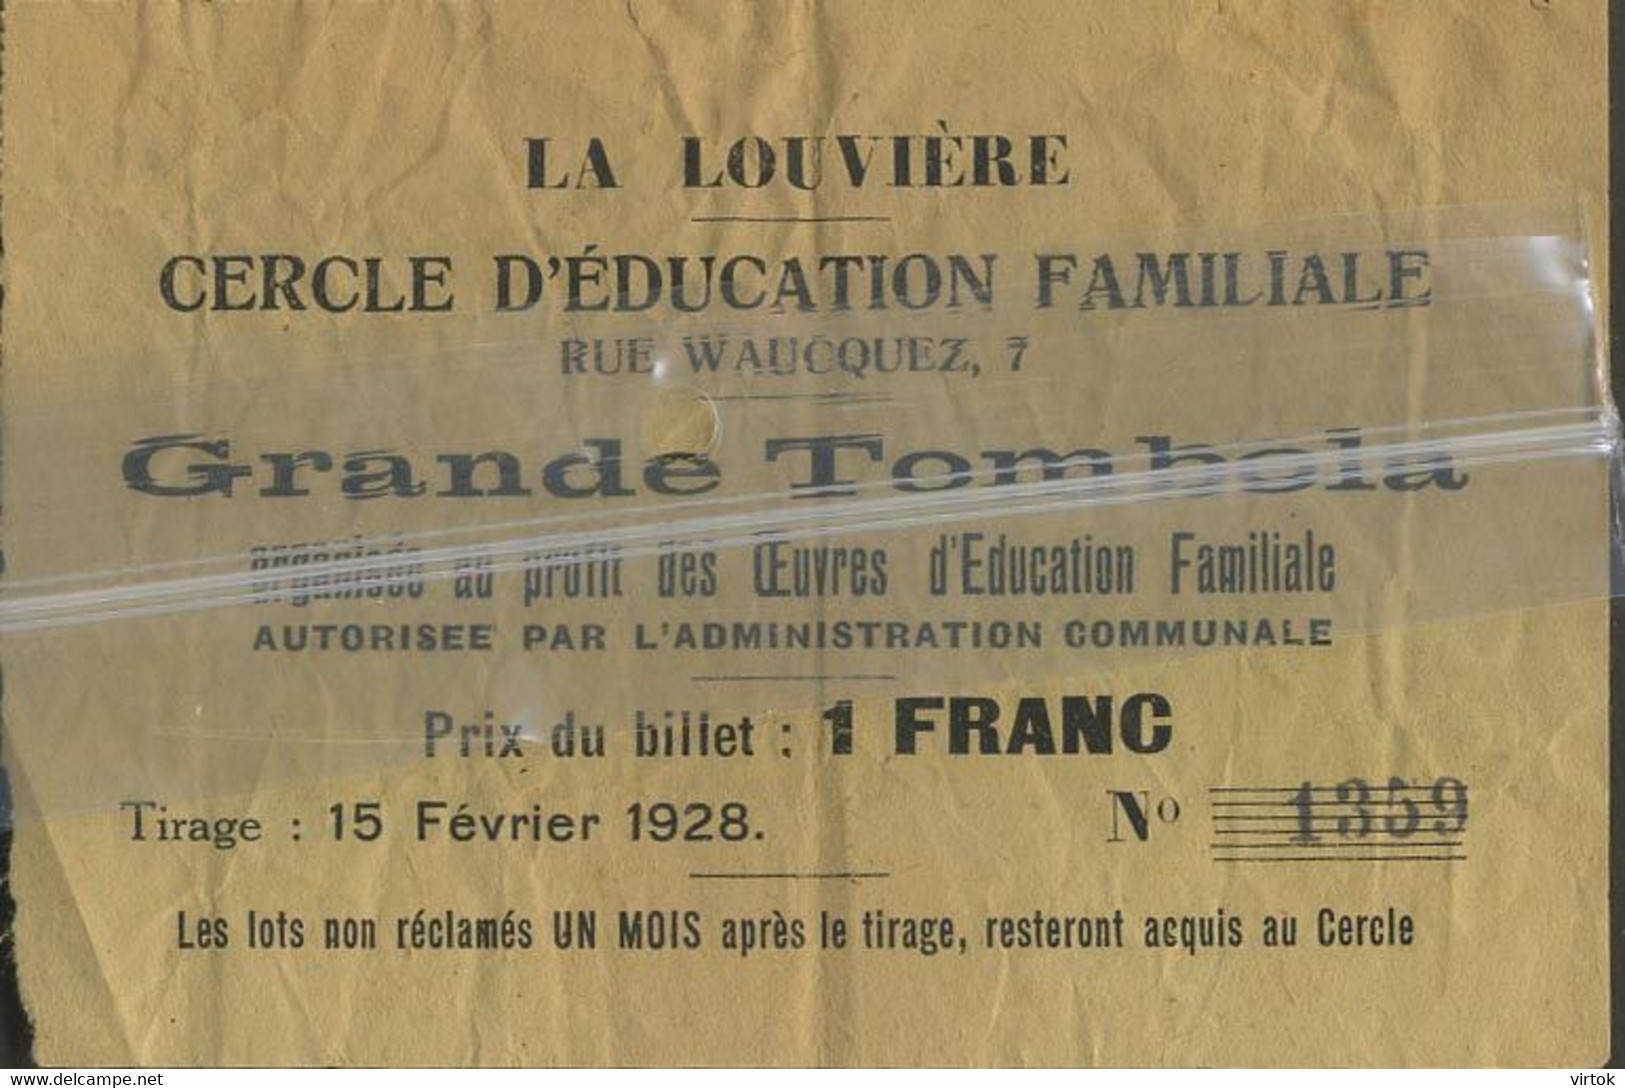 LA LOUVIÈRE
CERCLE D'ÉDUCATION FAMILIALE
RUE WAUCQUEZ, 7
Grande Tombola
organisée au profit des Œuvres d'Education Familiale
AUTORISEE PAR L'ADMINISTRATION COMMUNALE
Prix du billet : 1 FRANC
Tirage : 15 Février 1928. No 1359
Les lots non réclamés UN MOIS après le tirage, resteront acquis au Cercle
www.delcampe.net
virtok